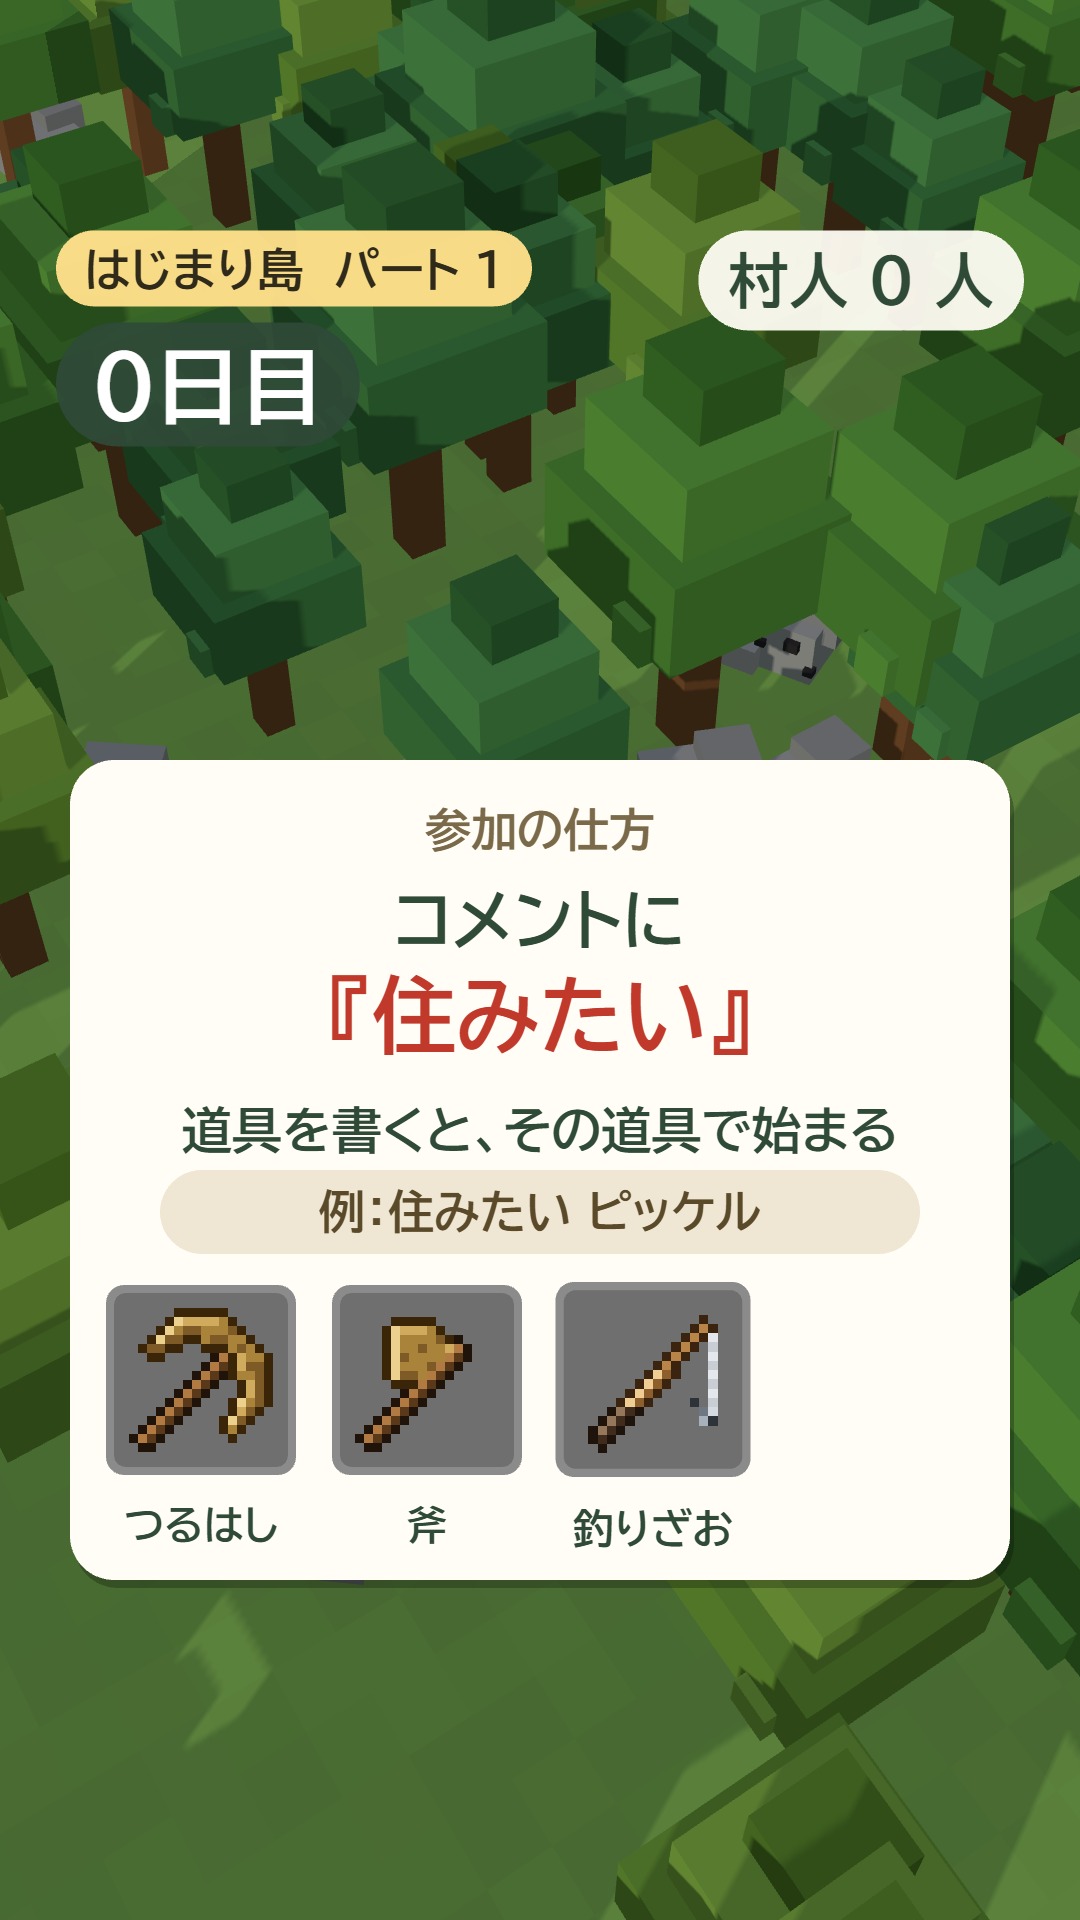 はじまり島 パート 1
村人 0 人
0日目
参加の仕方
コメントに
『住みたい』
道具を書くと、その道具で始まる
例：住みたい ピッケル
つるはし
斧
釣りざお